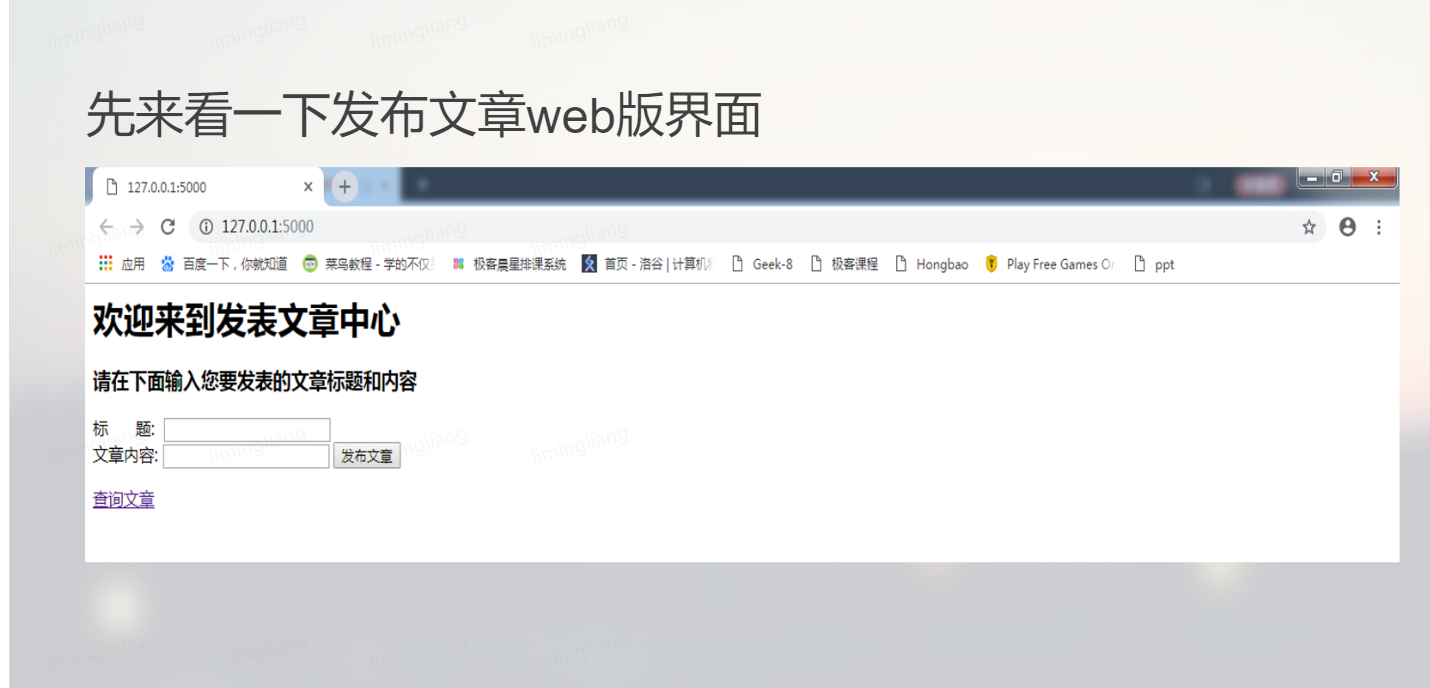 limingliang limingliang limingliang limingliang
先来看一下发布文章web版界面
127.0.0.1:5000
127.0.0.1:5000
limingliang limingliang limingliang
应用 百度一下，你就知道 菜鸟教程 - 学的不仅 极客晨星排课系统 首页 - 洛谷 | 计算机 Geek-8 极客课程 Hongbao Play Free Games O ppt
欢迎来到发表文章中心
请在下面输入您要发表的文章标题和内容
标 题:
文章内容: 发布文章
limingliang limingliang
查询文章
limingliang limingliang limingliang limingliang